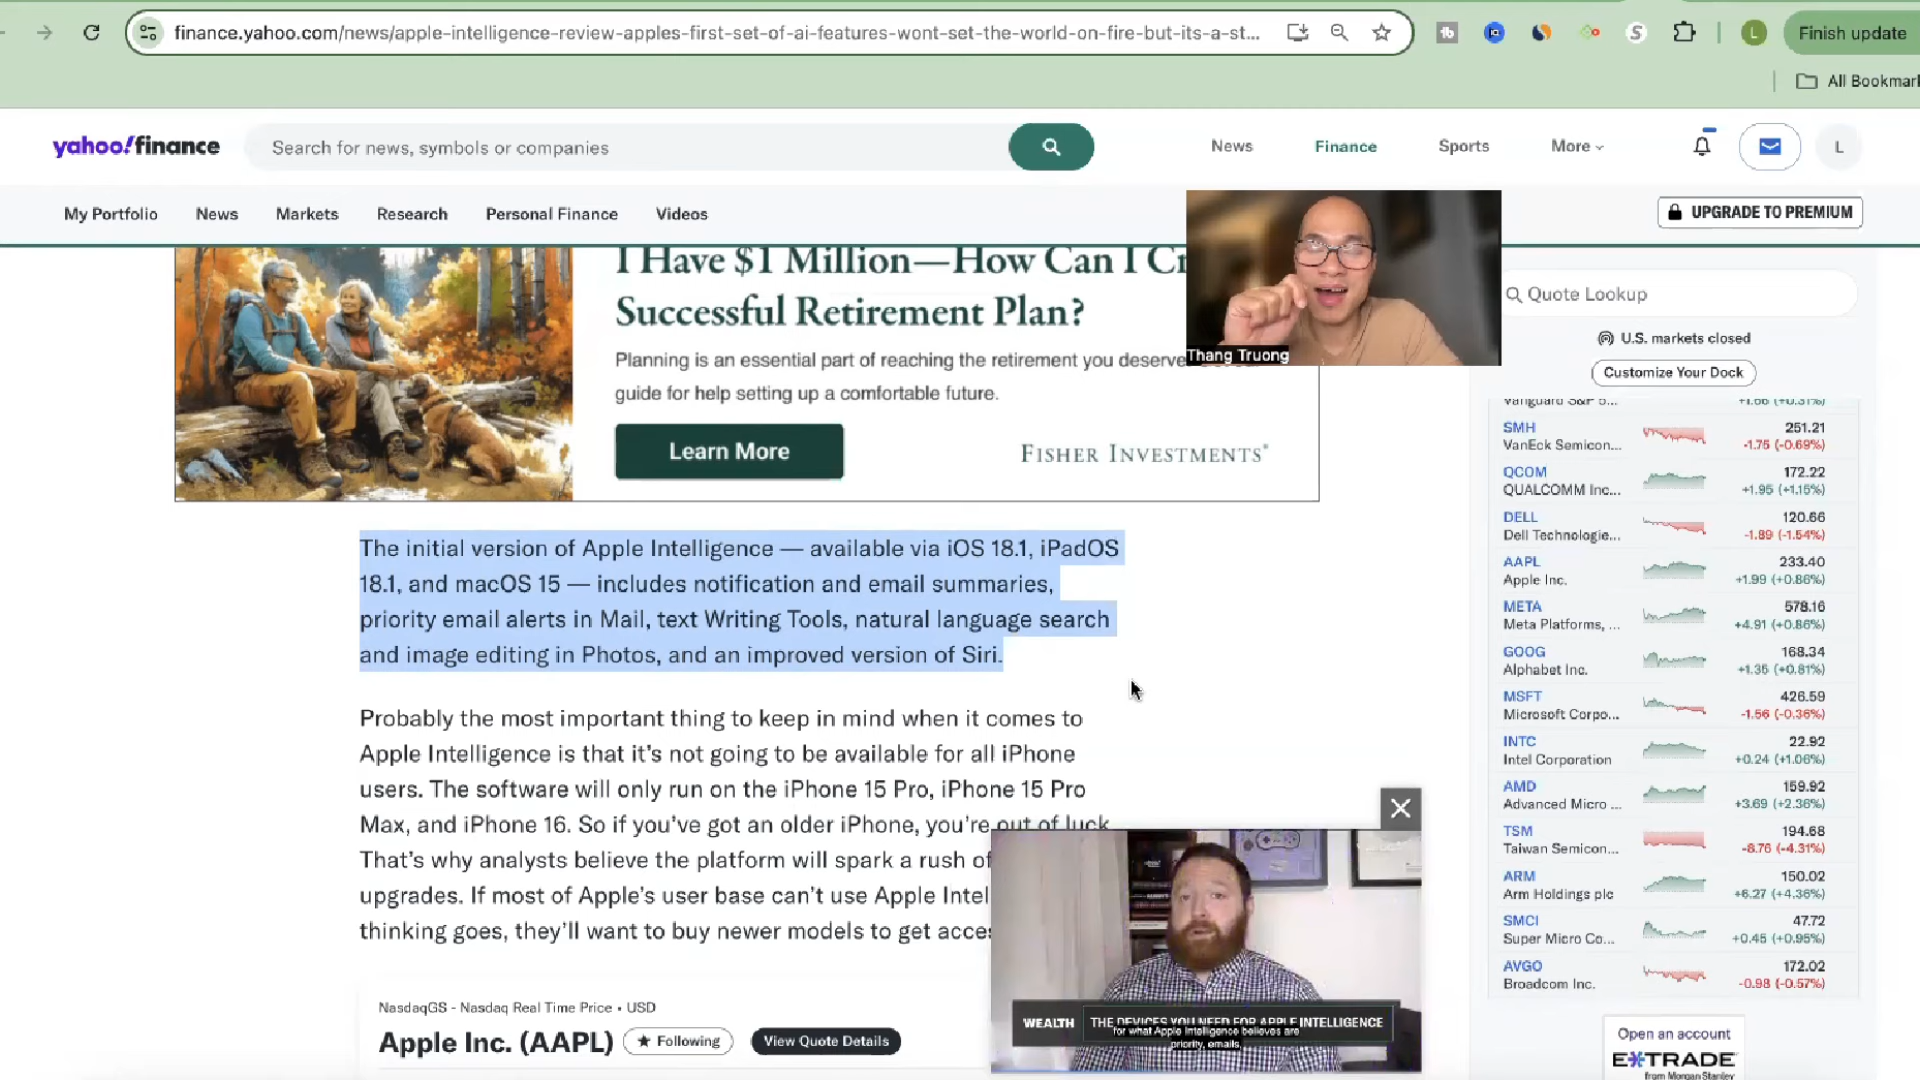 finance.yahoo.com/news/apple-intelligence-review-apples-first-set-of-ai-features-wont-set-the-world-on-fire-but-its-a-st...
L
Finish update
All Bookmar
yahoo!finance
Search for news, symbols or companies
News
Finance
Sports
More
L
My Portfolio
News
Markets
Research
Personal Finance
Videos
UPGRADE TO PREMIUM
I Have $1 Million—How Can I Cr
Successful Retirement Plan?
Planning is an essential part of reaching the retirement you deserve
guide for help setting up a comfortable future.
Learn More
FISHER INVESTMENTS®
Thang Truong
The initial version of Apple Intelligence — available via iOS 18.1, iPadOS
18.1, and macOS 15 — includes notification and email summaries,
priority email alerts in Mail, text Writing Tools, natural language search
and image editing in Photos, and an improved version of Siri.
Probably the most important thing to keep in mind when it comes to
Apple Intelligence is that it's not going to be available for all iPhone
users. The software will only run on the iPhone 15 Pro, iPhone 15 Pro
Max, and iPhone 16. So if you've got an older iPhone, you're out of luck
That's why analysts believe the platform will spark a rush of
upgrades. If most of Apple's user base can't use Apple Intel
thinking goes, they'll want to buy newer models to get acce
NasdaqGS - Nasdaq Real Time Price • USD
Apple Inc. (AAPL)
Following
View Quote Details
WEALTH
THE DEVICES YOU NEED FOR APPLE INTELLIGENCE
for what Apple Intelligence believes are
priority, emails,
Quote Lookup
U.S. markets closed
Customize Your Dock
Vanguard S&P 5... +1.66 (+0.31%)
SMH 251.21
VanEck Semicon... -1.75 (-0.69%)
QCOM 172.22
QUALCOMM Inc... +1.95 (+1.15%)
DELL 120.66
Dell Technologie... -1.89 (-1.54%)
AAPL 233.40
Apple Inc. +1.99 (+0.86%)
META 578.16
Meta Platforms, ... +4.91 (+0.86%)
GOOG 168.34
Alphabet Inc. +1.35 (+0.81%)
MSFT 426.59
Microsoft Corpo... -1.56 (-0.36%)
INTC 22.92
Intel Corporation +0.24 (+1.06%)
AMD 159.92
Advanced Micro ... +3.69 (+2.36%)
TSM 194.68
Taiwan Semicon... -8.76 (-4.31%)
ARM 150.02
Arm Holdings plc +6.27 (+4.36%)
SMCI 47.72
Super Micro Co... +0.45 (+0.95%)
AVGO 172.02
Broadcom Inc. -0.98 (-0.57%)
Open an account
E*TRADE
from Morgan Stanley